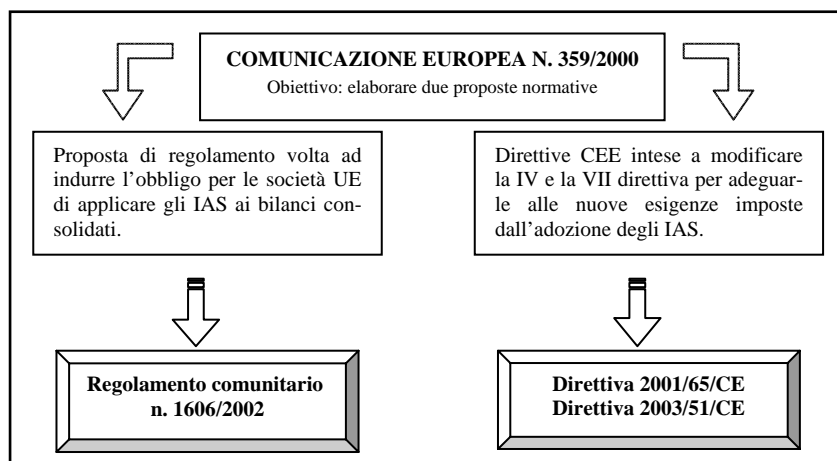 COMUNICAZIONE EUROPEA N. 359/2000
Obiettivo: elaborare due proposte normative
Proposta di regolamento volta ad
indurre l’obbligo per le società UE
di applicare gli IAS ai bilanci con-
solidati.
Direttive CEE intese a modificare
la IV e la VII direttiva per adeguar-
le alle nuove esigenze imposte
dall’adozione degli IAS.
Regolamento comunitario
n. 1606/2002
Direttiva 2001/65/CE
Direttiva 2003/51/CE